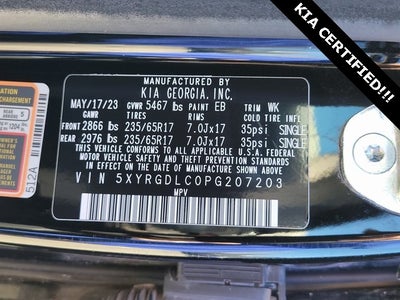 KIA CERTIFIED!!!
MANUFACTURED BY
KIA GEORGIA, INC.
MAY/17/23 GVWR 5467 lbs PAINT EB TRIM WK
GAWR TIRES RIMS COLD TIRE INFO
FRONT 2866 lbs 235/65R17 7.0Jx17 35psi SINGLE
REAR 2976 lbs 235/65R17 7.0Jx17 35psi SINGLE
THIS VEHICLE CONFORMS TO ALL APPLICABLE U.S.A. FEDERAL
MOTOR VEHICLE SAFETY AND THEFT PREVENTION STANDARDS
IN EFFECT ON THE DATE OF MANUFACTURE SHOWN ABOVE.
VIN 5XYRGDLC0PG207203
MPV
512A